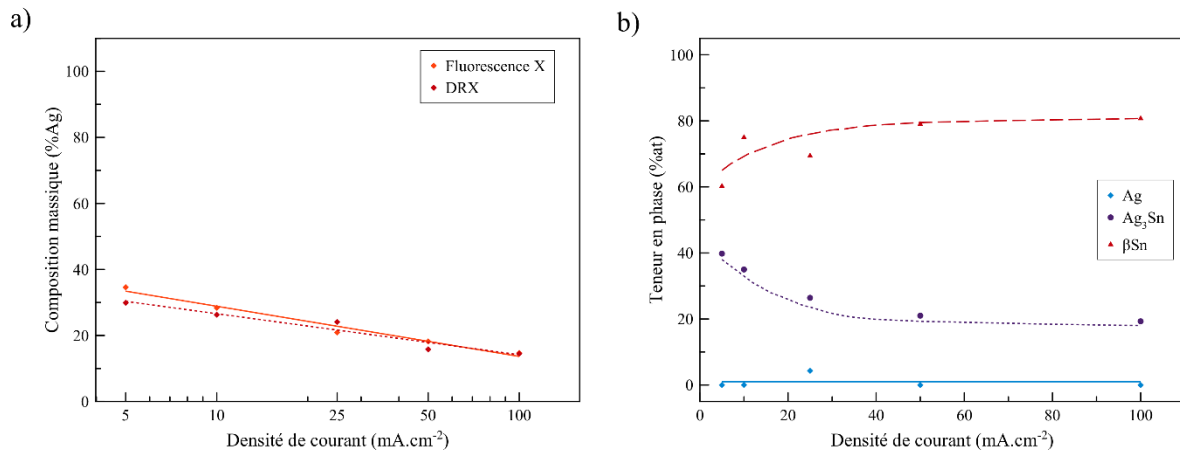 a)
100
80
60
40
20
0
Composition massique (%Ag)
Fluorescence X
DRX
5
10
25
50
100
Densité de courant (mA.cm⁻²)
b)
100
80
60
40
20
0
Teneur en phase (%at)
Ag
Ag₃Sn
βSn
0
20
40
60
80
100
Densité de courant (mA.cm⁻²)